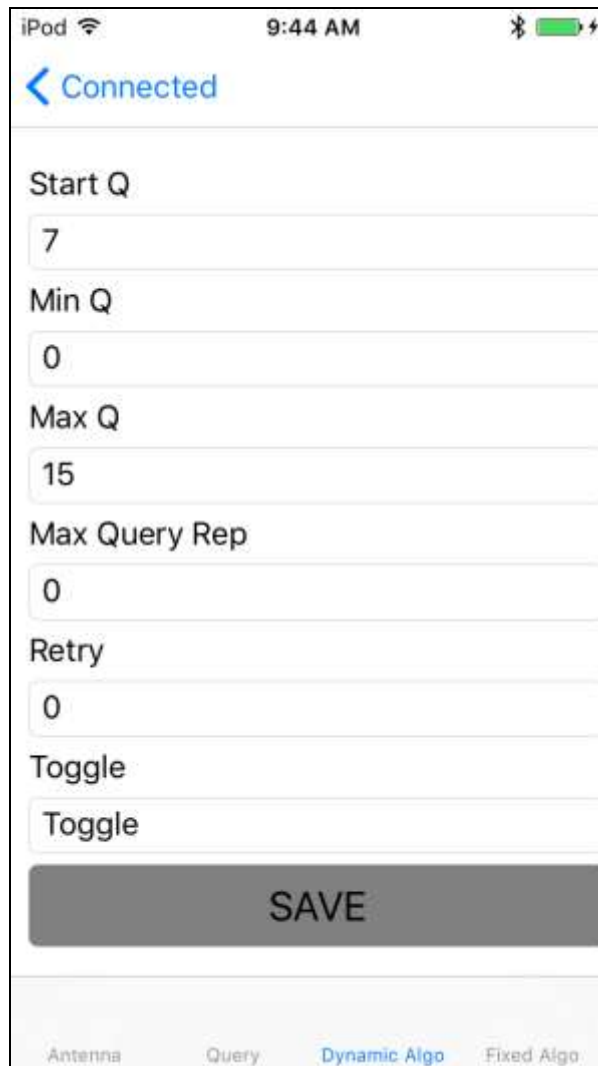 iPod 9:44 AM
Connected
Start Q
7
Min Q
0
Max Q
15
Max Query Rep
0
Retry
0
Toggle
Toggle
SAVE
Antenna Query Dynamic Algo Fixed Algo